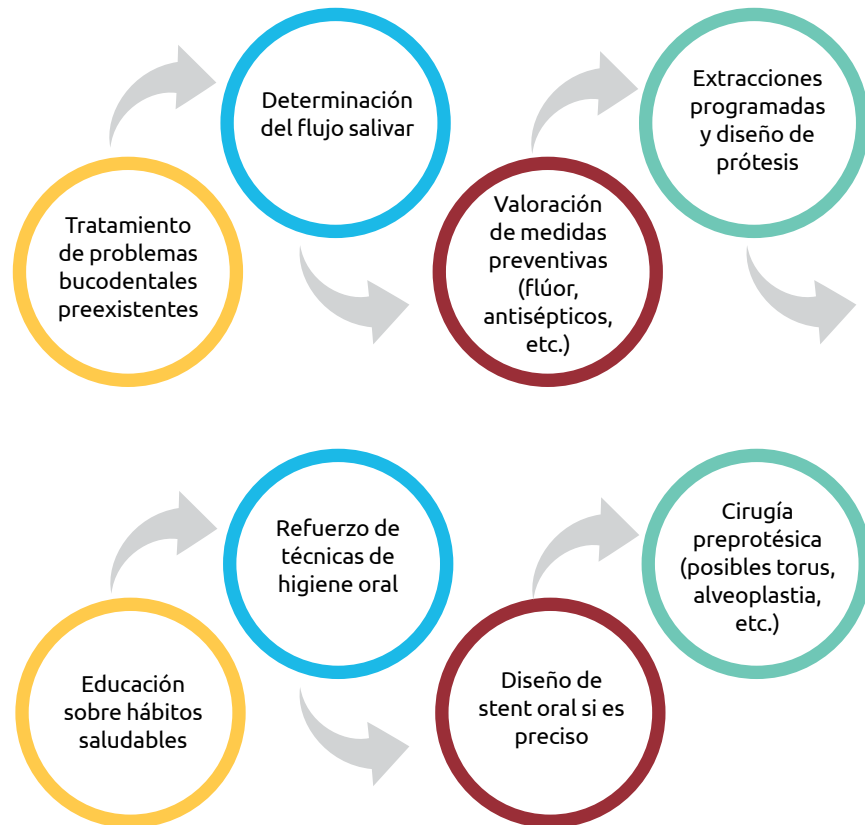 Tratamiento
de problemas
bucodentales
preexistentes
Determinación
del flujo salivar
Valoración
de medidas
preventivas
(flúor,
antisépticos,
etc.)
Extracciones
programadas
y diseño de
prótesis
Educación
sobre hábitos
saludables
Refuerzo de
técnicas de
higiene oral
Diseño de
stent oral si es
preciso
Cirugía
preprotésica
(posibles torus,
alveoplastia,
etc.)